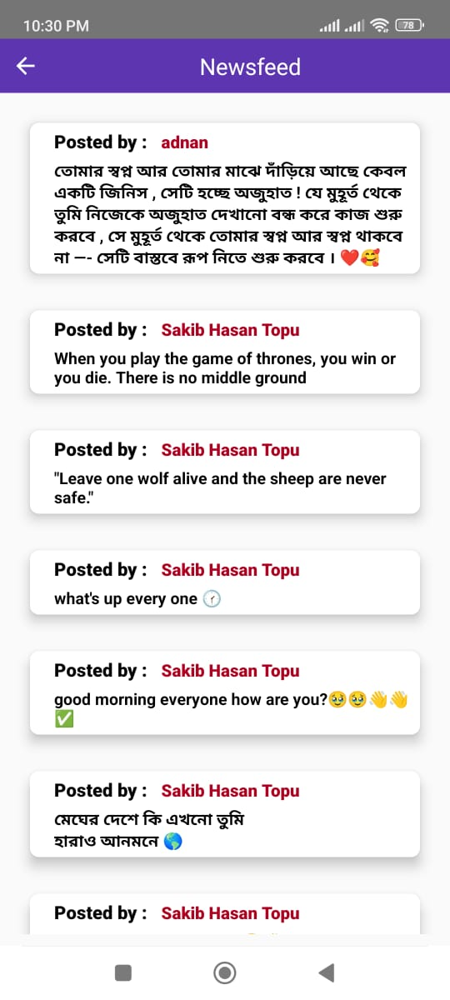 10:30 PM
78
Newsfeed
Posted by : adnan
তোমার স্বপ্ন আর তোমার মাঝে দাঁড়িয়ে আছে কেবল
একটি জিনিস , সেটি হচ্ছে অজুহাত ! যে মুহূর্ত থেকে
তুমি নিজেকে অজুহাত দেখানো বন্ধ করে কাজ শুরু
করবে , সে মুহূর্ত থেকে তোমার স্বপ্ন আর স্বপ্ন থাকবে
না —- সেটি বাস্তবে রূপ নিতে শুরু করবে । ❤️🥰
Posted by : Sakib Hasan Topu
When you play the game of thrones, you win or
you die. There is no middle ground
Posted by : Sakib Hasan Topu
"Leave one wolf alive and the sheep are never
safe."
Posted by : Sakib Hasan Topu
what's up every one 🕜
Posted by : Sakib Hasan Topu
good morning everyone how are you?🥹🥹👋👋
✅
Posted by : Sakib Hasan Topu
মেঘের দেশে কি এখনো তুমি
হারাও আনমনে 🌎
Posted by : Sakib Hasan Topu